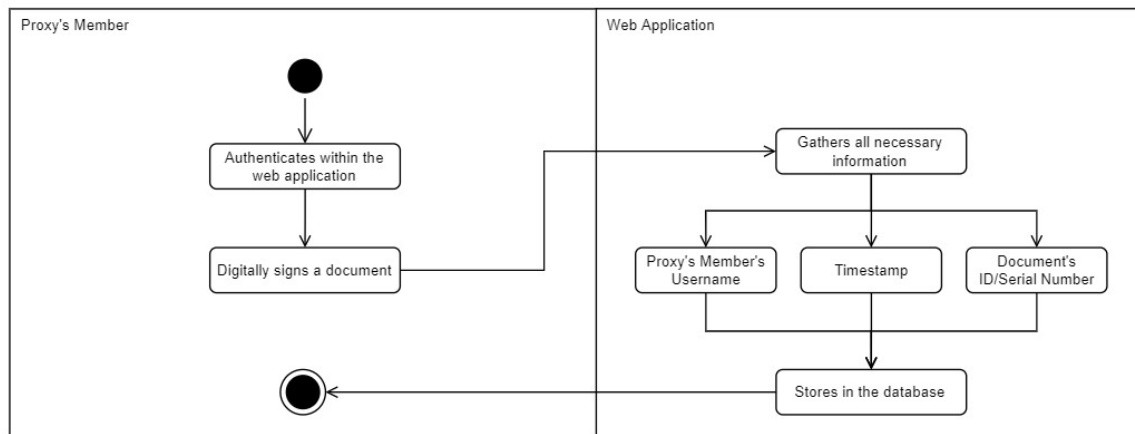 Proxy's Member
Web Application
Authenticates within the
web application
Digitally signs a document
Gathers all necessary
information
Proxy's Member's
Username
Timestamp
Document's
ID/Serial Number
Stores in the database